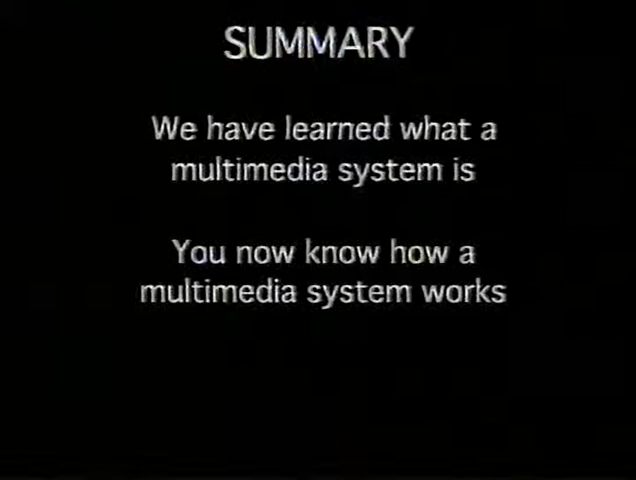 SUMMARY
We have learned what a
multimedia system is
You now know how a
multimedia system works